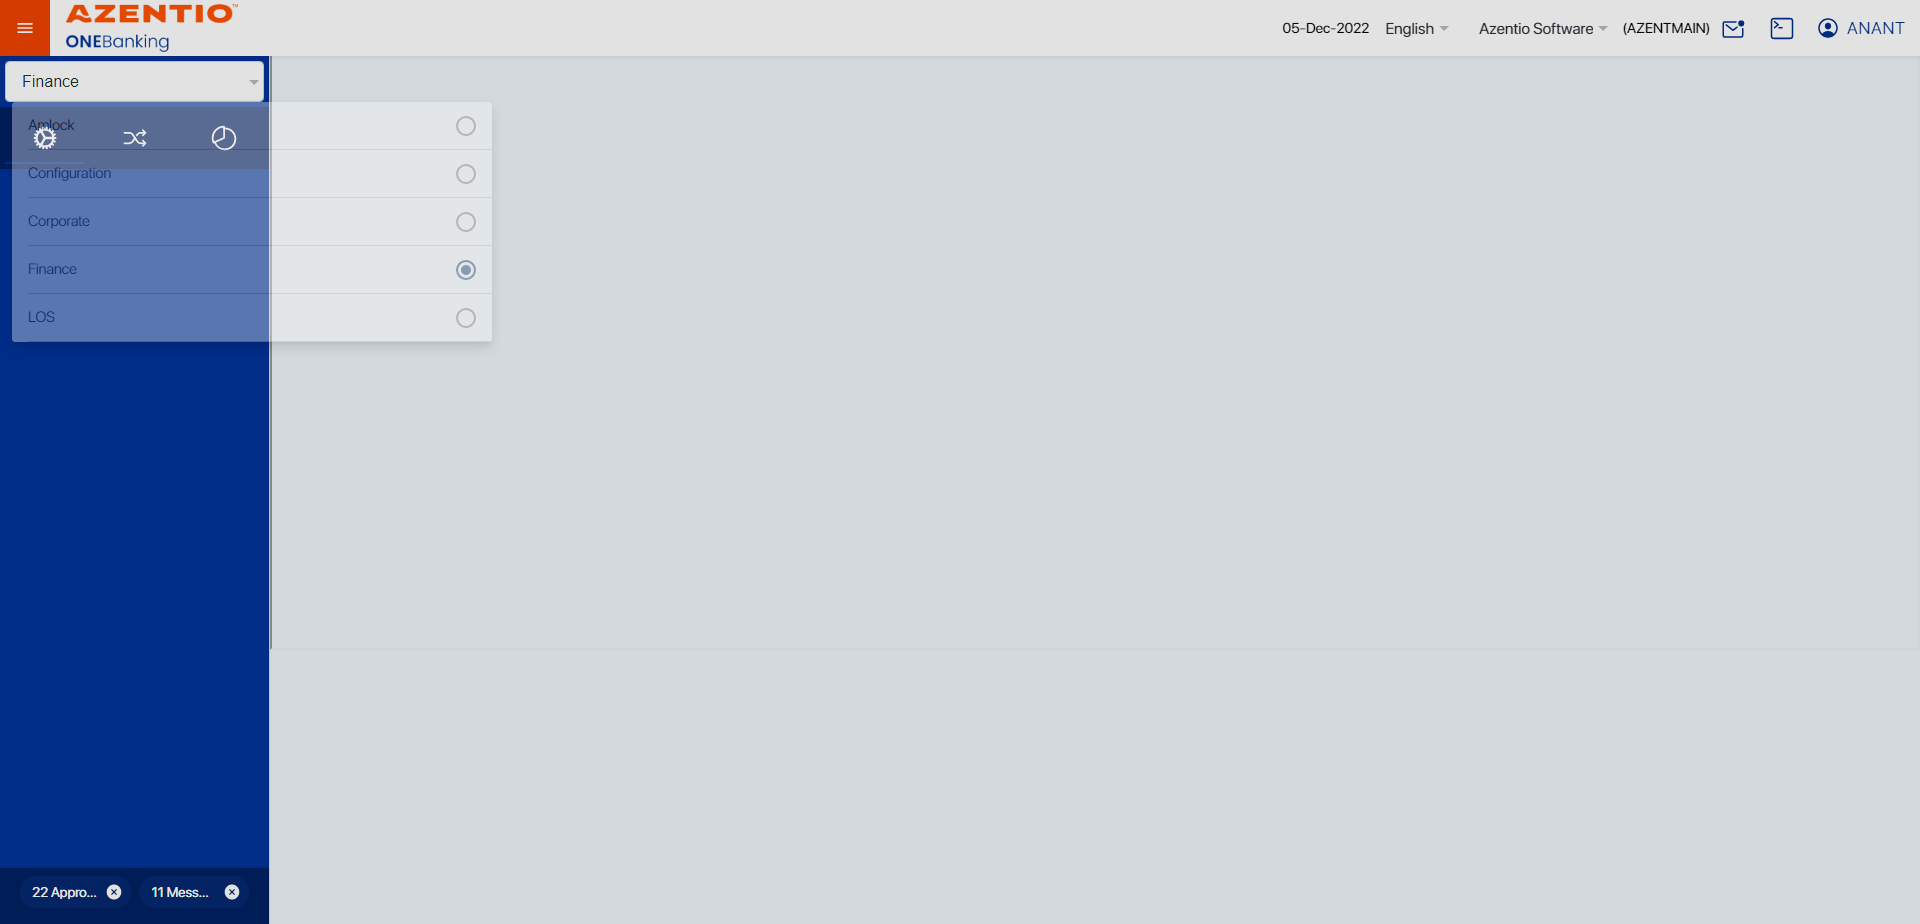 AZENTIO™
ONEBanking
05-Dec-2022 English Azentio Software (AZENTMAIN) ANANT
Finance
Amlock
Configuration
Corporate
Finance
LOS
22 Appro... 11 Mess...